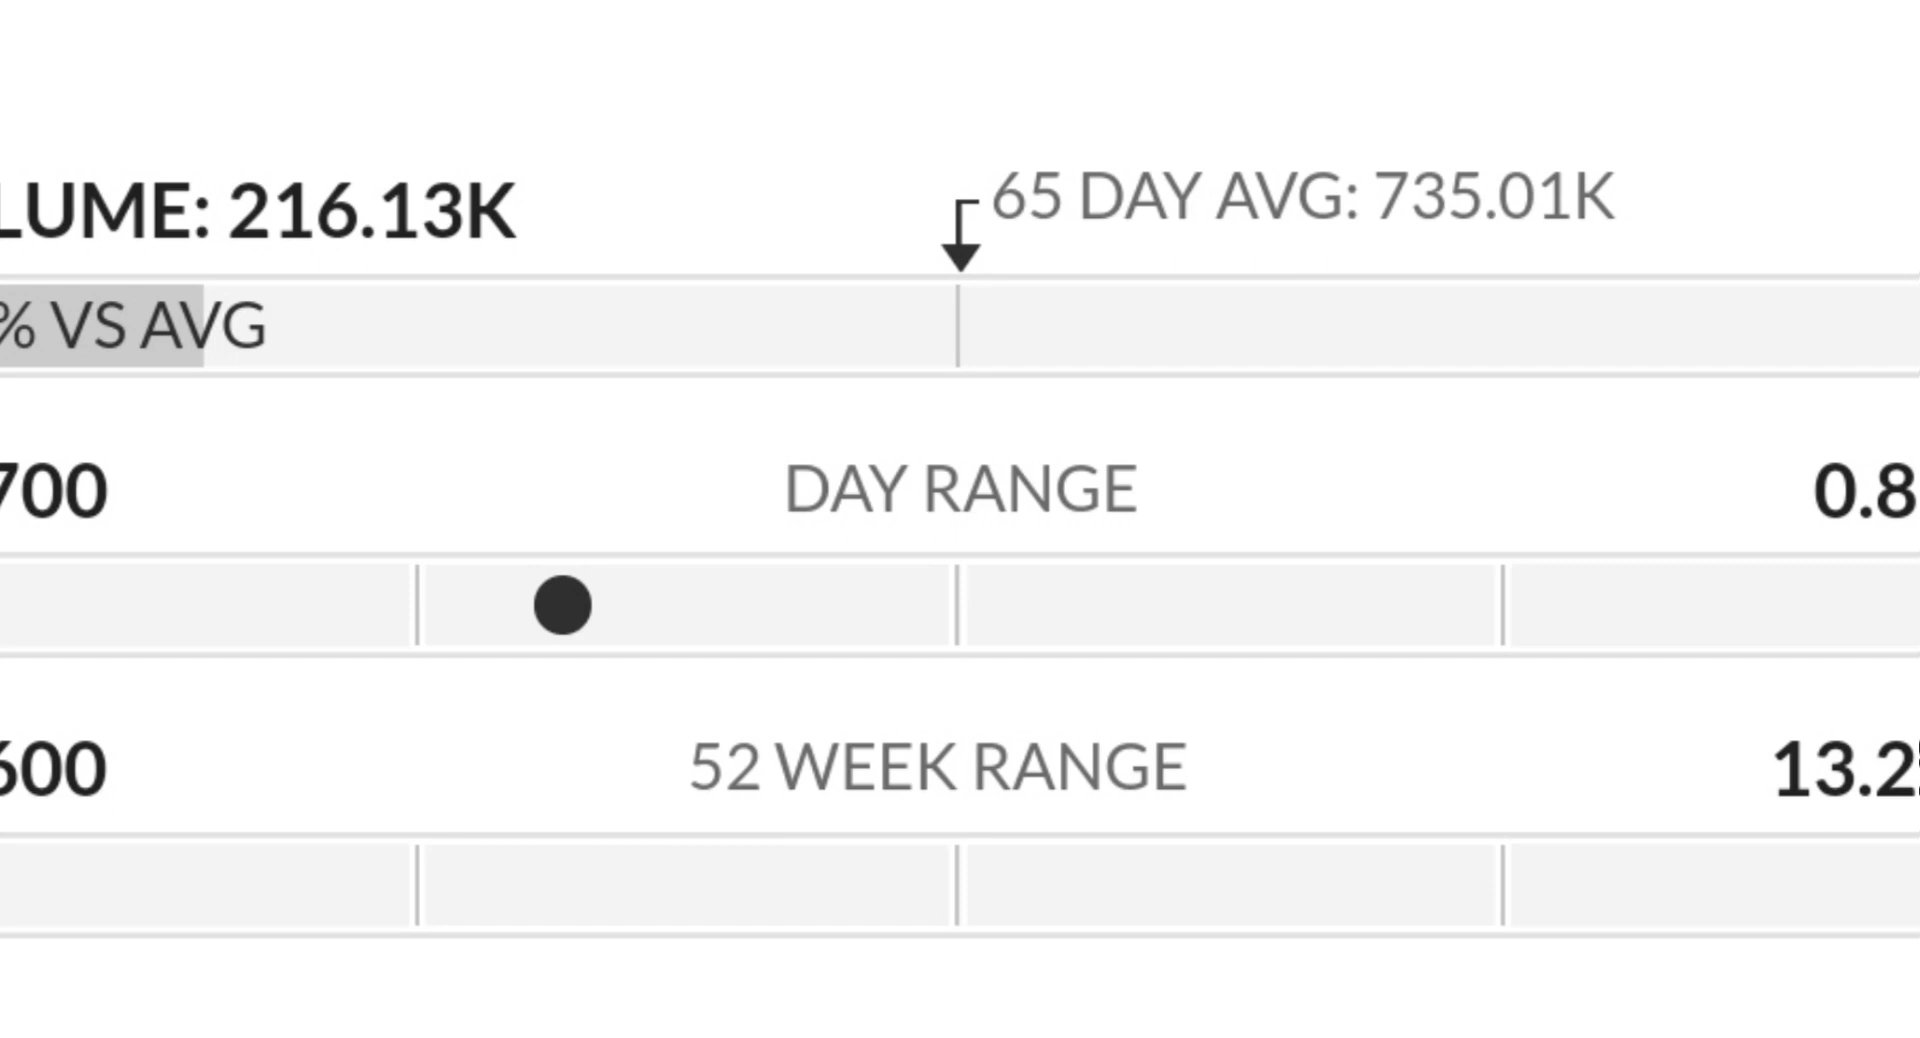 LUME: 216.13K
65 DAY AVG: 735.01K
% VS AVG
700 DAY RANGE 0.8
600 52 WEEK RANGE 13.2